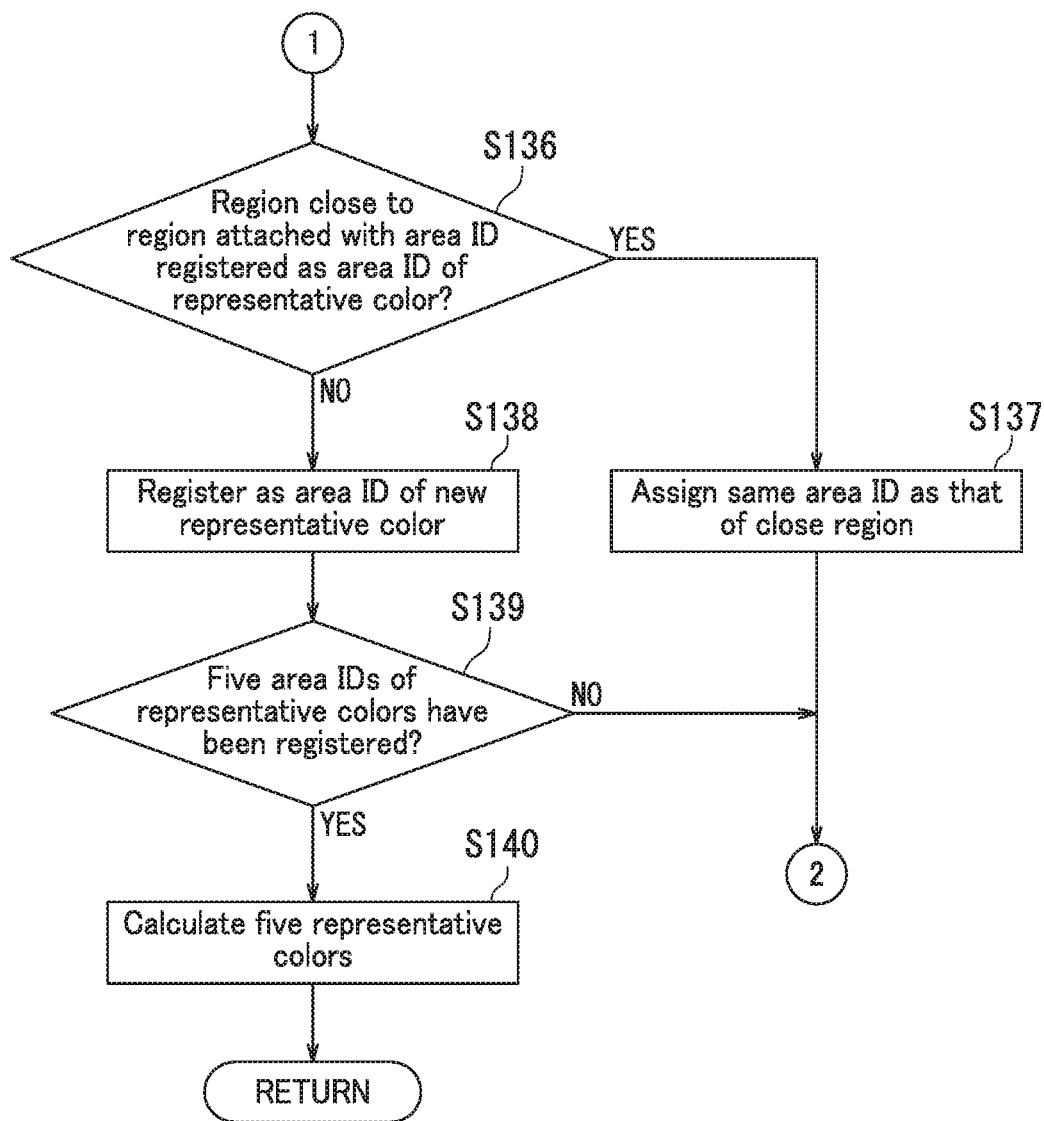 1
S136
Region close to
region attached with area ID
registered as area ID of
representative color?
YES
NO
S138
Register as area ID of new
representative color
S137
Assign same area ID as that
of close region
S139
Five area IDs of
representative colors have
been registered?
NO
YES
2
S140
Calculate five representative
colors
RETURN